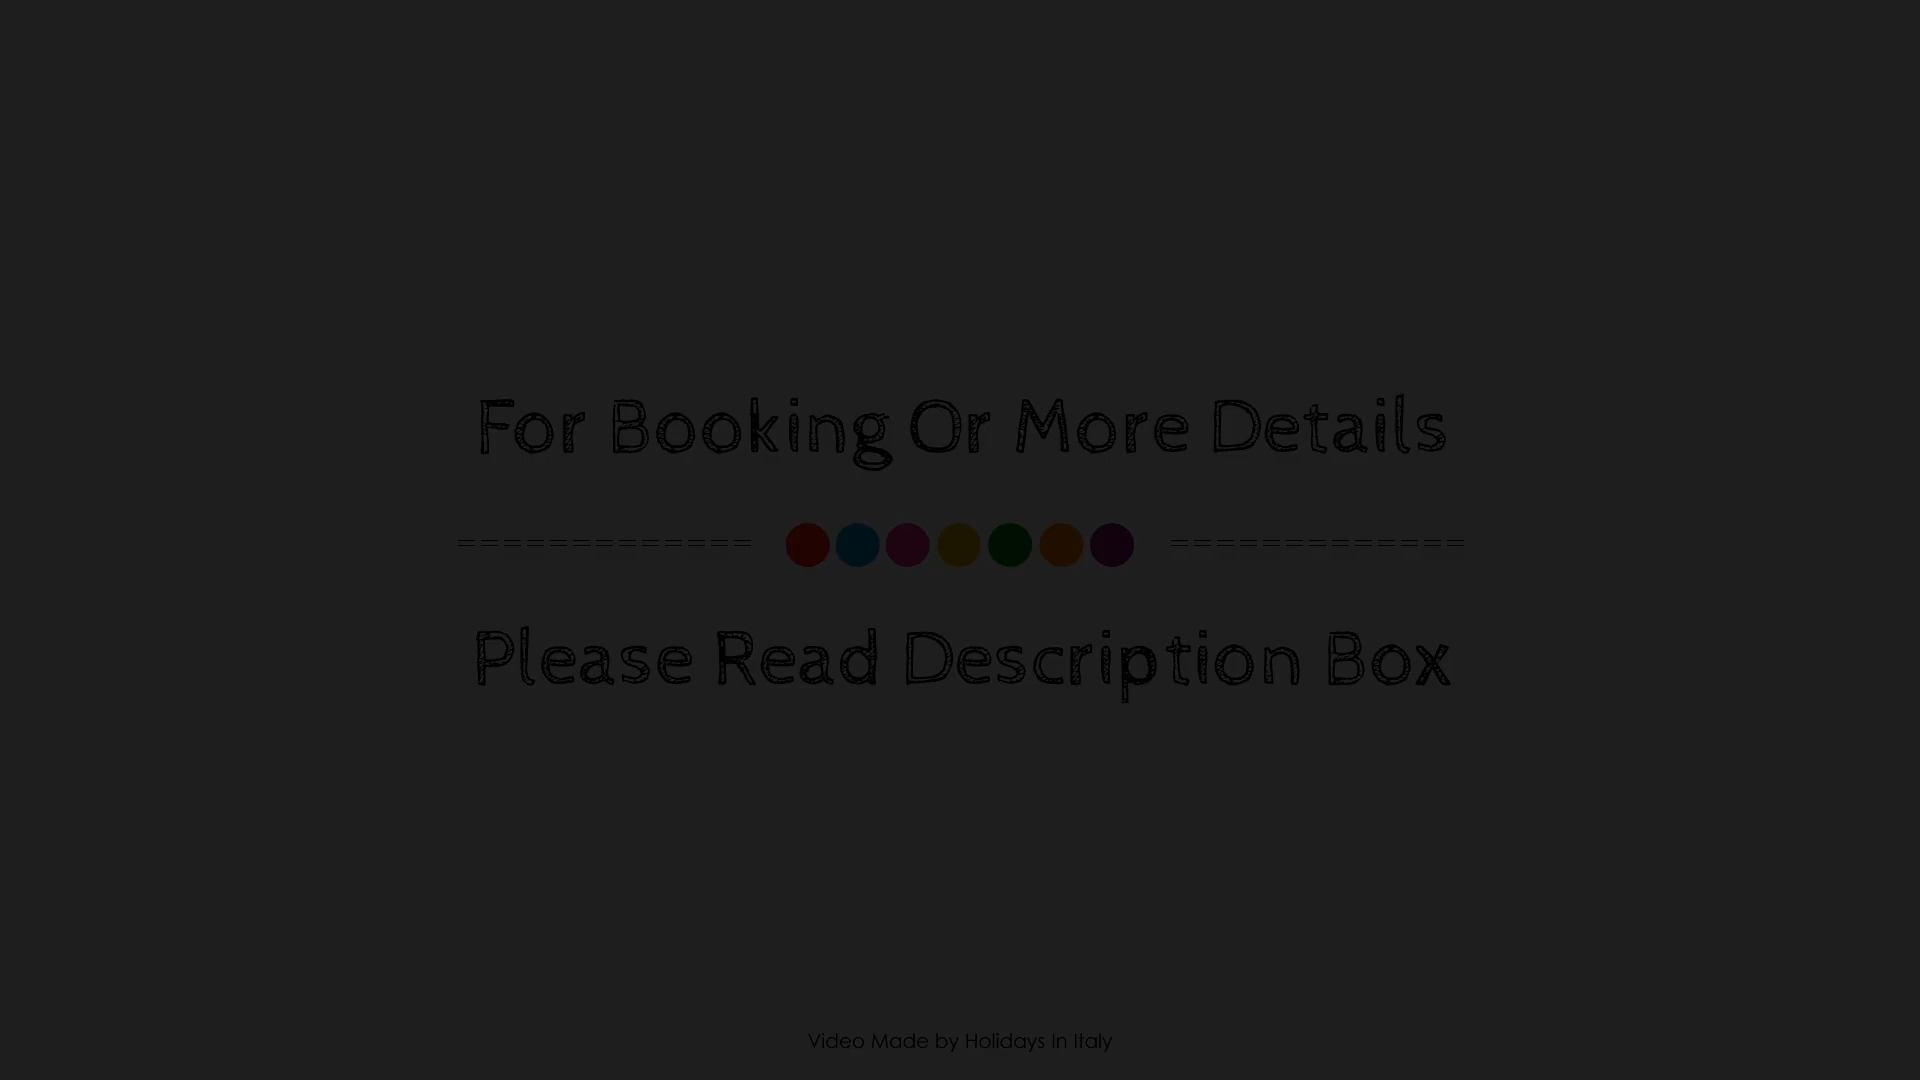 For Booking Or More Details
============= =============
Please Read Description Box
Video Made by Holidays In Italy